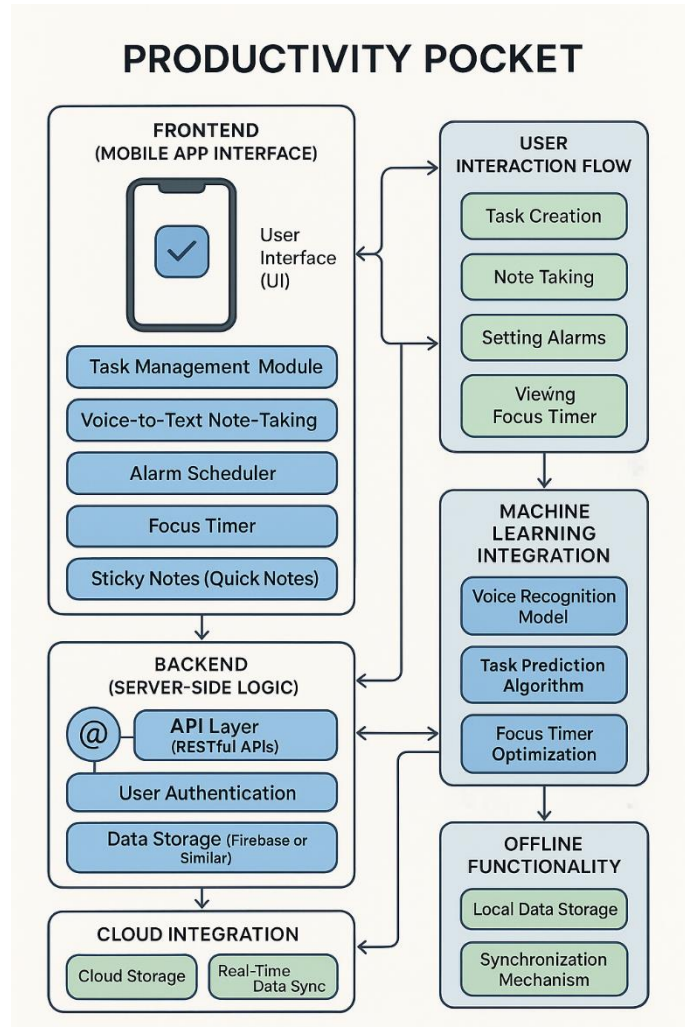 PRODUCTIVITY POCKET
FRONTEND
(MOBILE APP INTERFACE)
User
Interface
(UI)
Task Management Module
Voice-to-Text Note-Taking
Alarm Scheduler
Focus Timer
Sticky Notes (Quick Notes)
BACKEND
(SERVER-SIDE LOGIC)
@
API Layer
(RESTful APIs)
User Authentication
Data Storage (Firebase or
Similar)
CLOUD INTEGRATION
Cloud Storage
Real-Time
Data Sync
USER
INTERACTION FLOW
Task Creation
Note Taking
Setting Alarms
Viewẃng
Focus Timer
MACHINE
LEARNING
INTEGRATION
Voice Recognition
Model
Task Prediction
Algorithm
Focus Timer
Optimization
OFFLINE
FUNCTIONALITY
Local Data Storage
Synchronization
Mechanism